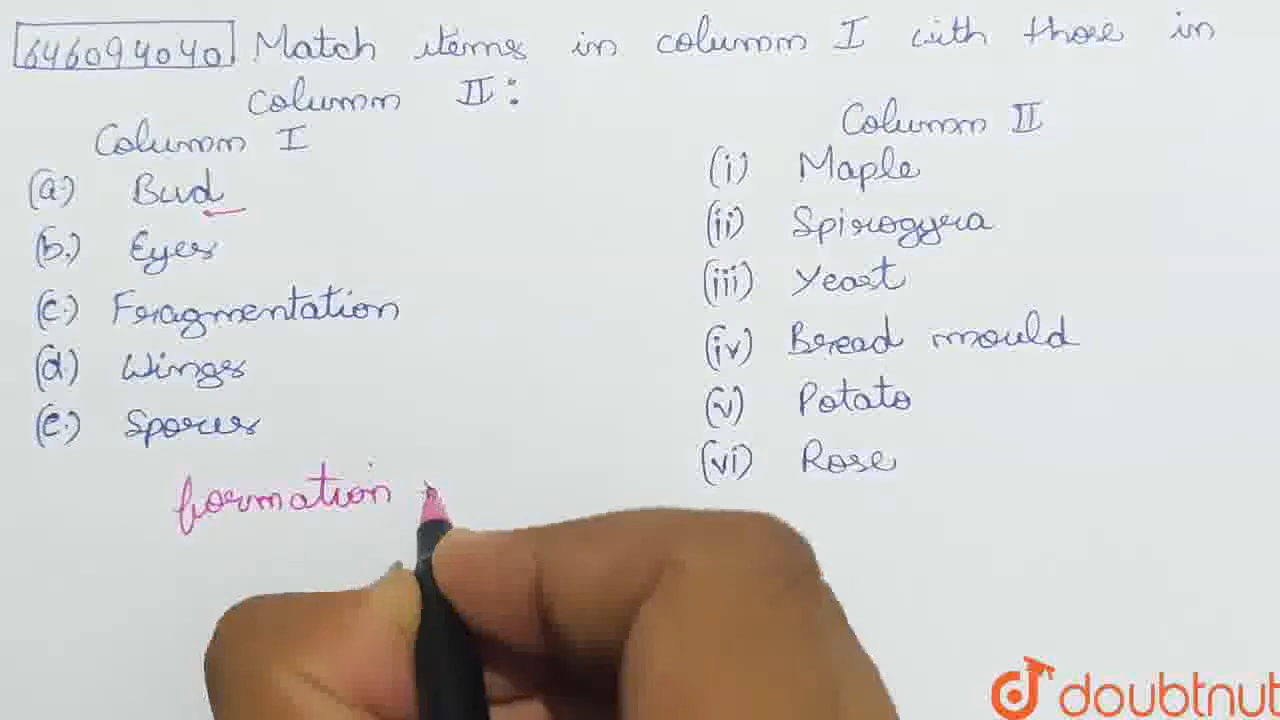 646094040 Match items in column I with those in
column II:
Column I
(a.) Bud
(b.) Eyes
(c.) Fragmentation
(d.) Wings
(e.) Spores
Column II
(i) Maple
(ii) Spirogyra
(iii) Yeast
(iv) Bread mould
(v) Potato
(vi) Rose
formation
doubtnut